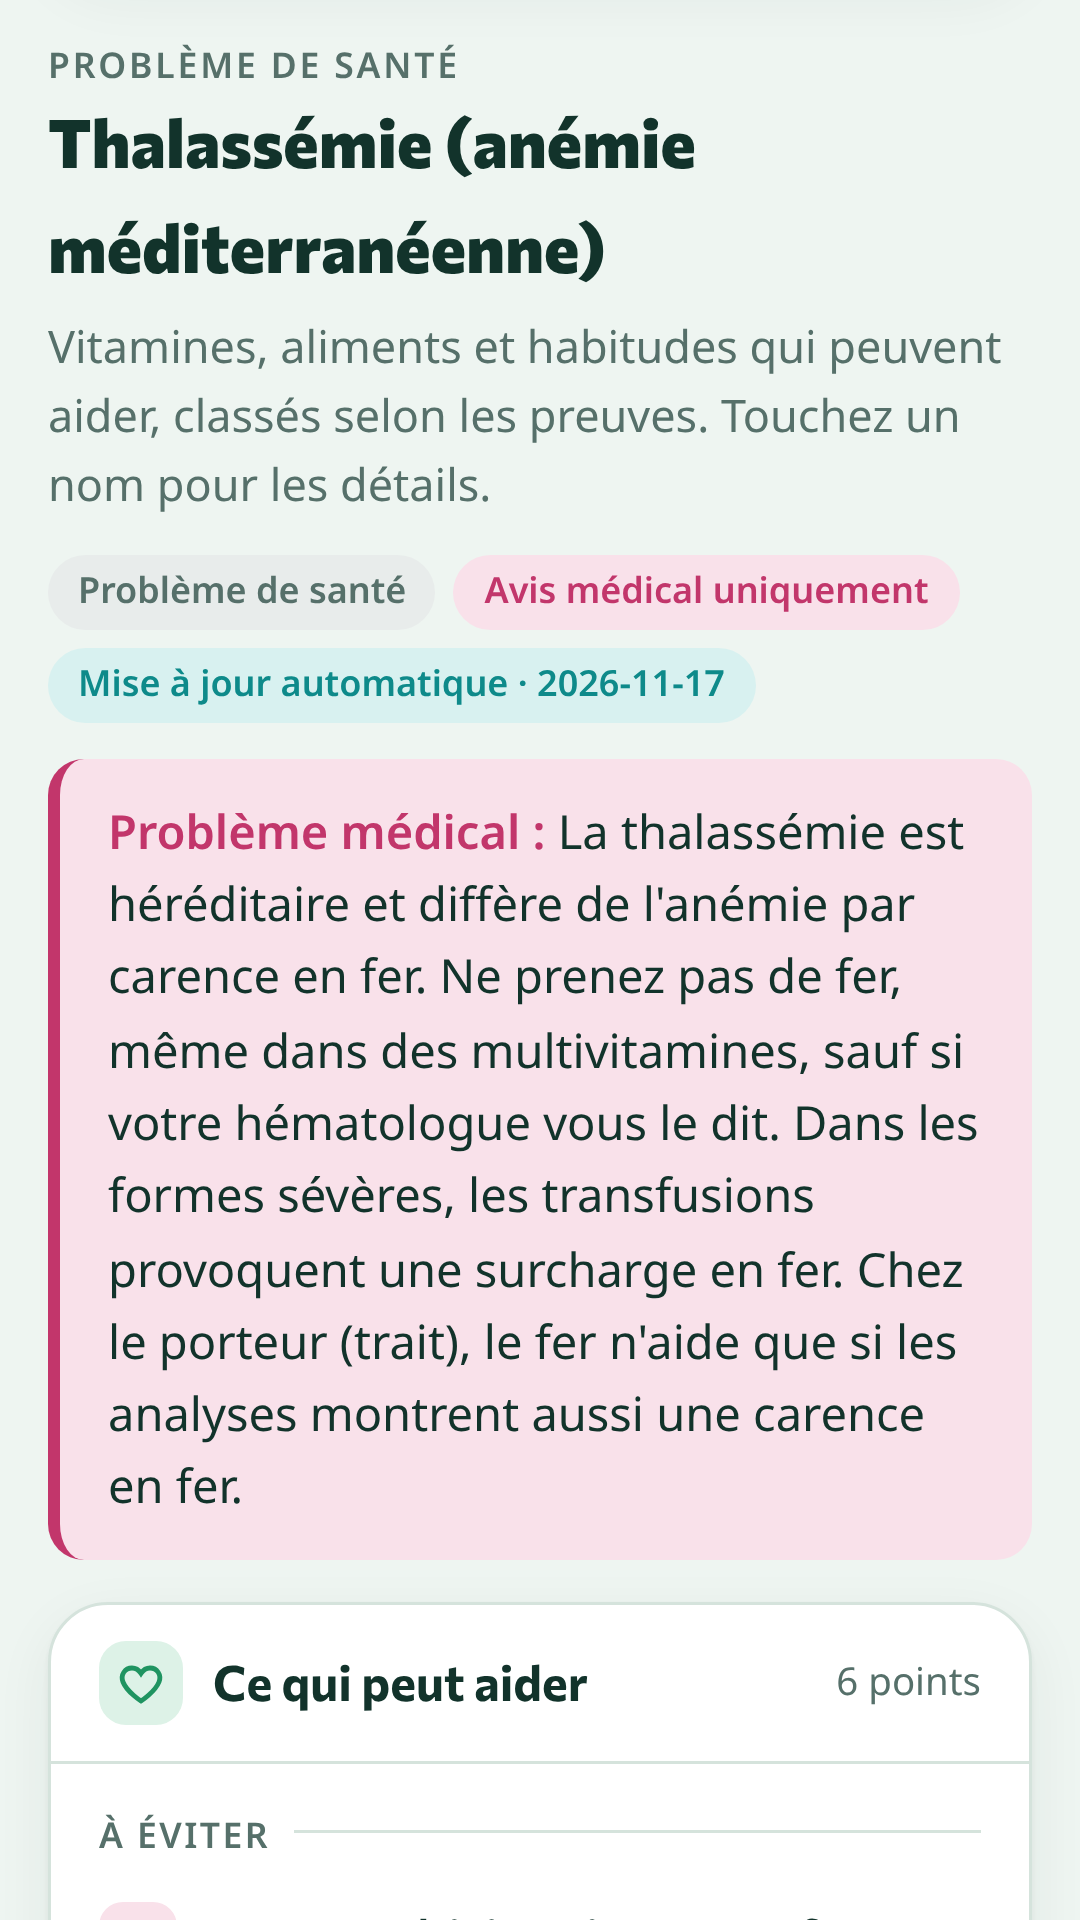 PROBLÈME DE SANTÉ
Thalassémie (anémie
méditerranéenne)
Vitamines, aliments et habitudes qui peuvent
aider, classés selon les preuves. Touchez un
nom pour les détails.
Problème de santé
Avis médical uniquement
Mise à jour automatique · 2026-11-17
Problème médical : La thalassémie est
héréditaire et diffère de l'anémie par
carence en fer. Ne prenez pas de fer,
même dans des multivitamines, sauf si
votre hématologue vous le dit. Dans les
formes sévères, les transfusions
provoquent une surcharge en fer. Chez
le porteur (trait), le fer n'aide que si les
analyses montrent aussi une carence
en fer.
Ce qui peut aider
6 points
À ÉVITER